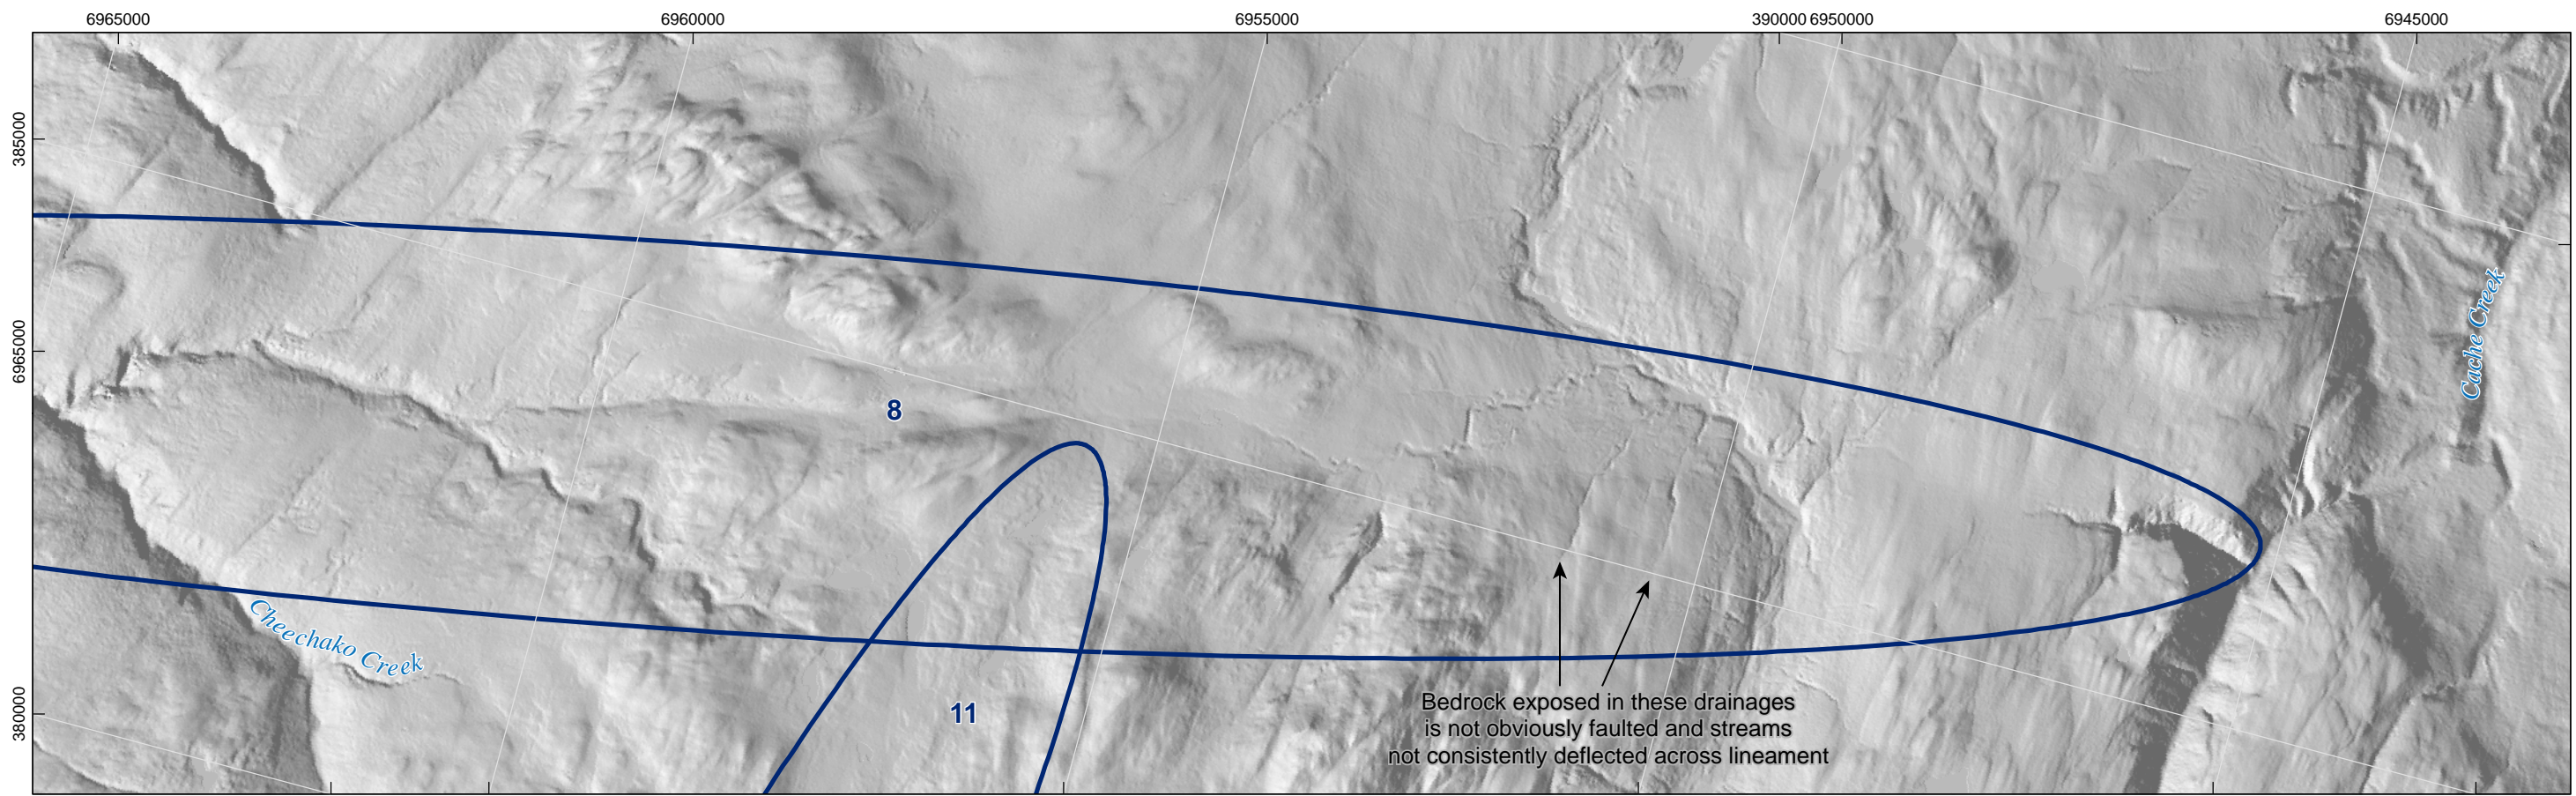 6965000
6960000
6955000
390000
6950000
6945000
385000
6965000
380000
8
11
Cheechako Creek
Cache Creek
Bedrock exposed in these drainages
is not obviously faulted and streams
not consistently deflected across lineament